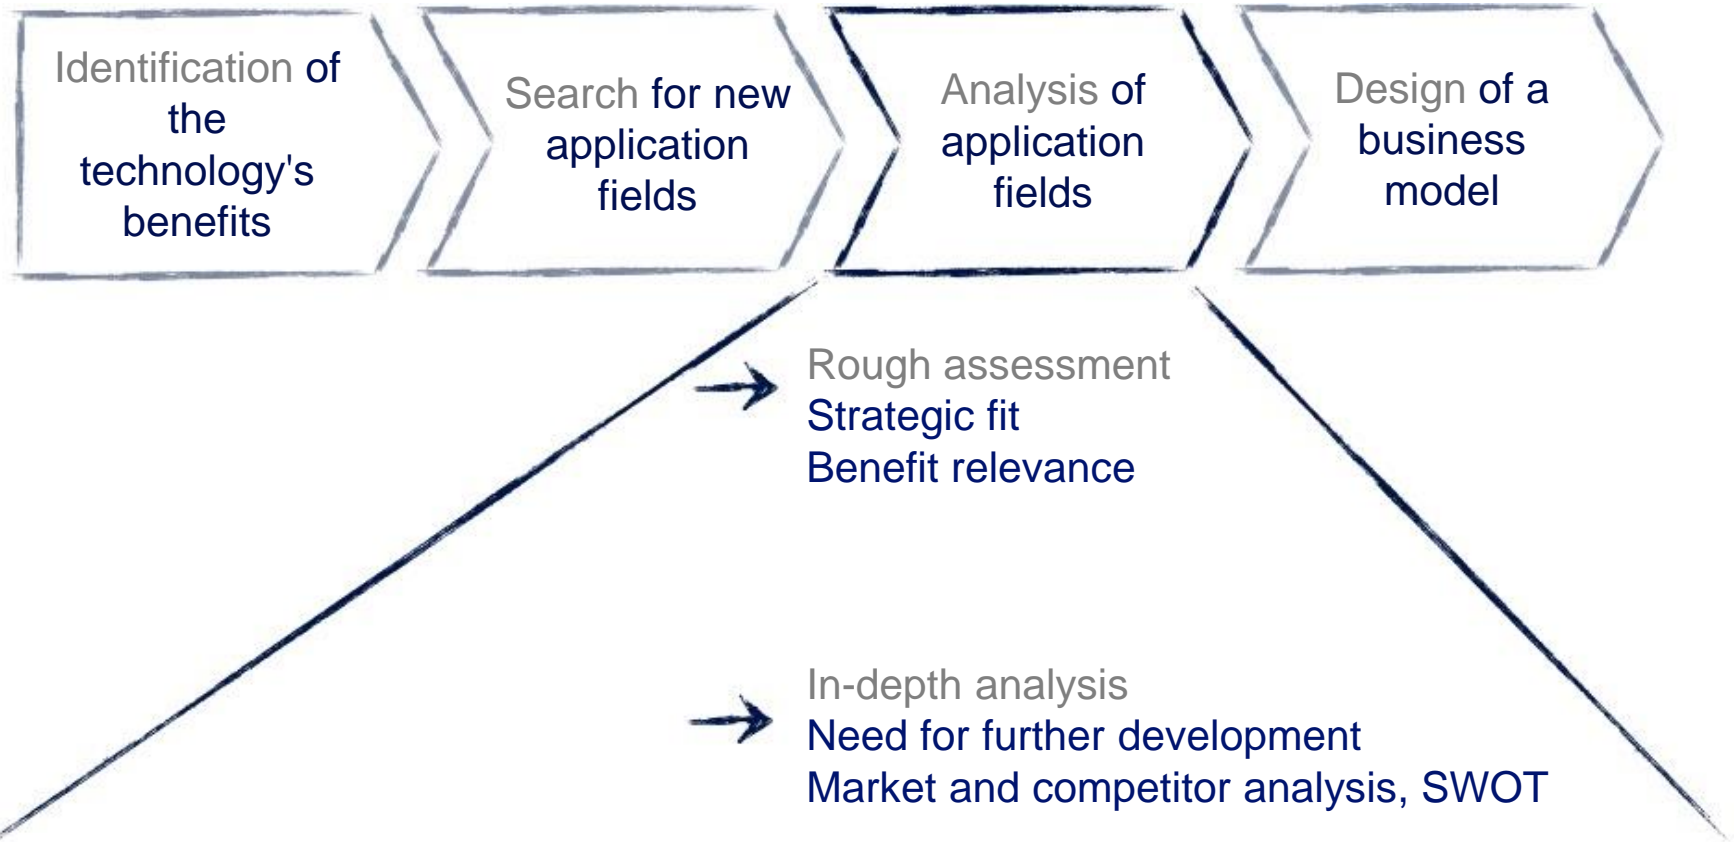 Identification of
the
technology's
benefits
Search for new
application
fields
Analysis of
application
fields
Design of a
business
model
Rough assessment
Strategic fit
Benefit relevance
In-depth analysis
Need for further development
Market and competitor analysis, SWOT